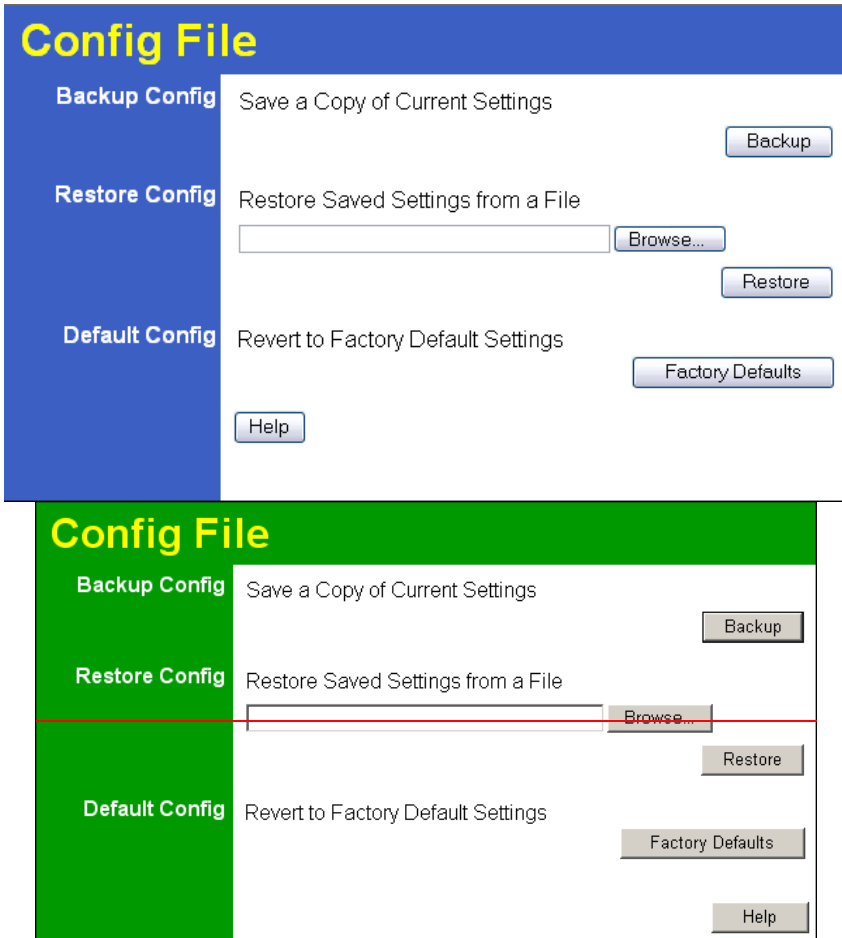 Config File
Backup Config Save a Copy of Current Settings
Backup
Restore Config Restore Saved Settings from a File
Browse...
Restore
Default Config Revert to Factory Default Settings
Factory Defaults
Help
Config File
Backup Config Save a Copy of Current Settings
Backup
Restore Config Restore Saved Settings from a File
Browse...
Restore
Default Config Revert to Factory Default Settings
Factory Defaults
Help